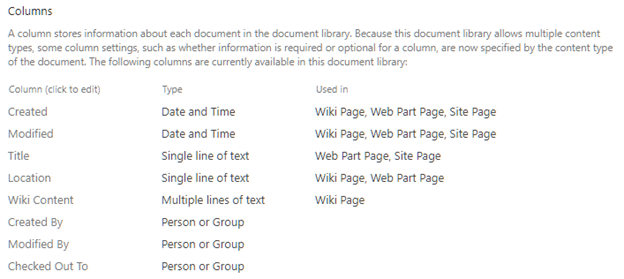 Columns
A column stores information about each document in the document library. Because this document library allows multiple content
types, some column settings, such as whether information is required or optional for a column, are now specified by the content type
of the document. The following columns are currently available in this document library:
Column (click to edit) Type Used in
Created Date and Time Wiki Page, Web Part Page, Site Page
Modified Date and Time Wiki Page, Web Part Page, Site Page
Title Single line of text Web Part Page, Site Page
Location Single line of text Wiki Page, Web Part Page
Wiki Content Multiple lines of text Wiki Page
Created By Person or Group
Modified By Person or Group
Checked Out To Person or Group